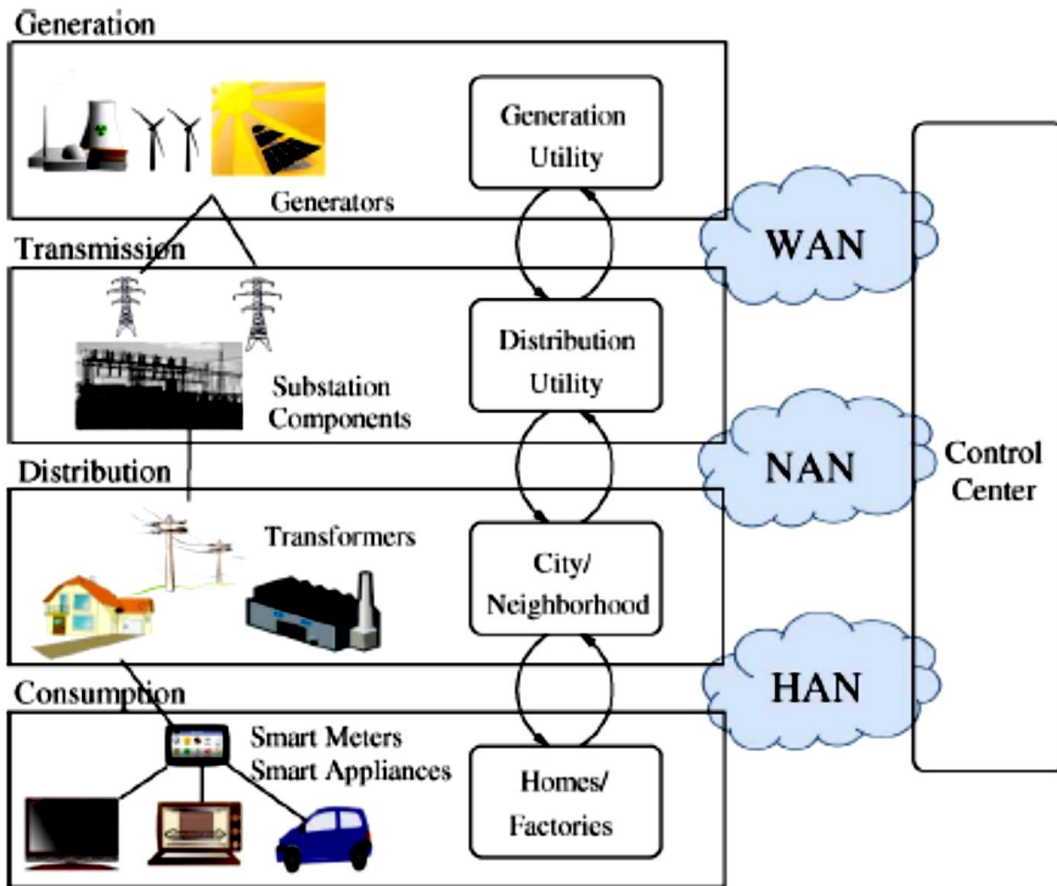 Generation
Generators
Generation
Utility
WAN
Transmission
Substation
Components
Distribution
Utility
NAN
Control
Center
Distribution
Transformers
City/
Neighborhood
HAN
Consumption
Smart Meters
Smart Appliances
Homes/
Factories